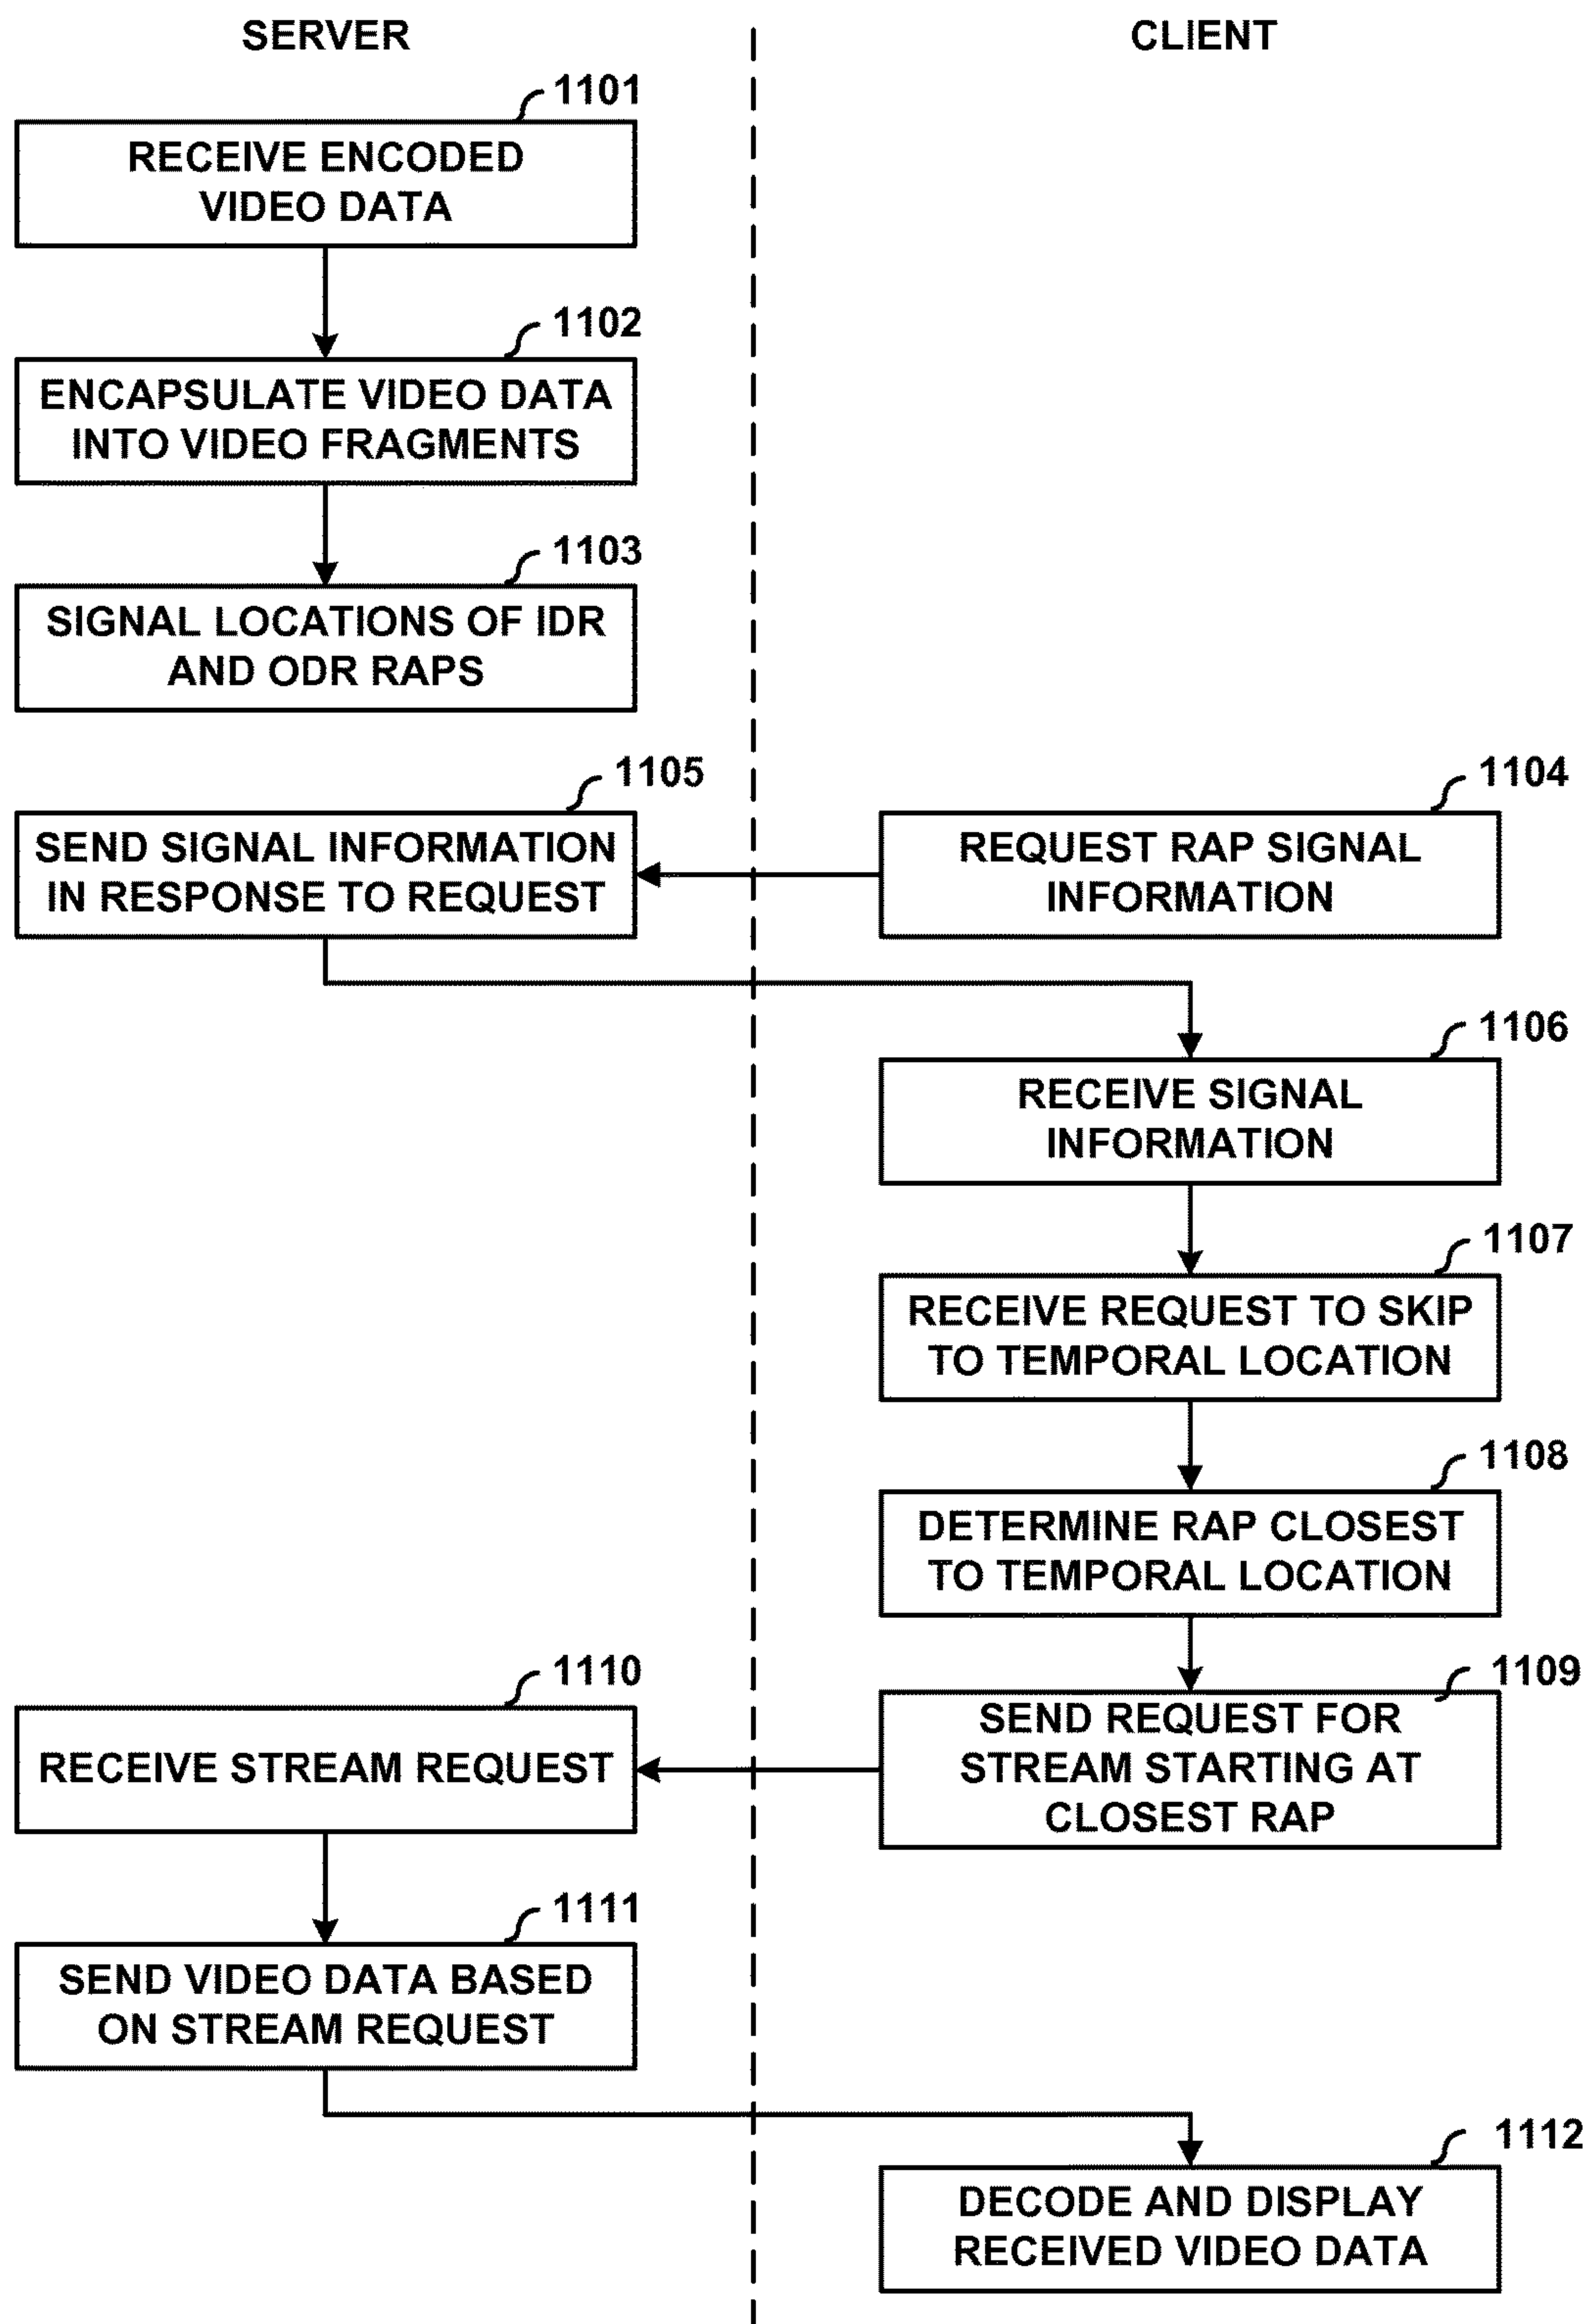 SERVER
CLIENT
1101
RECEIVE ENCODED
VIDEO DATA
1102
ENCAPSULATE VIDEO DATA
INTO VIDEO FRAGMENTS
1103
SIGNAL LOCATIONS OF IDR
AND ODR RAPS
1104
REQUEST RAP SIGNAL
INFORMATION
1105
SEND SIGNAL INFORMATION
IN RESPONSE TO REQUEST
1106
RECEIVE SIGNAL
INFORMATION
1107
RECEIVE REQUEST TO SKIP
TO TEMPORAL LOCATION
1108
DETERMINE RAP CLOSEST
TO TEMPORAL LOCATION
1109
SEND REQUEST FOR
STREAM STARTING AT
CLOSEST RAP
1110
RECEIVE STREAM REQUEST
1111
SEND VIDEO DATA BASED
ON STREAM REQUEST
1112
DECODE AND DISPLAY
RECEIVED VIDEO DATA